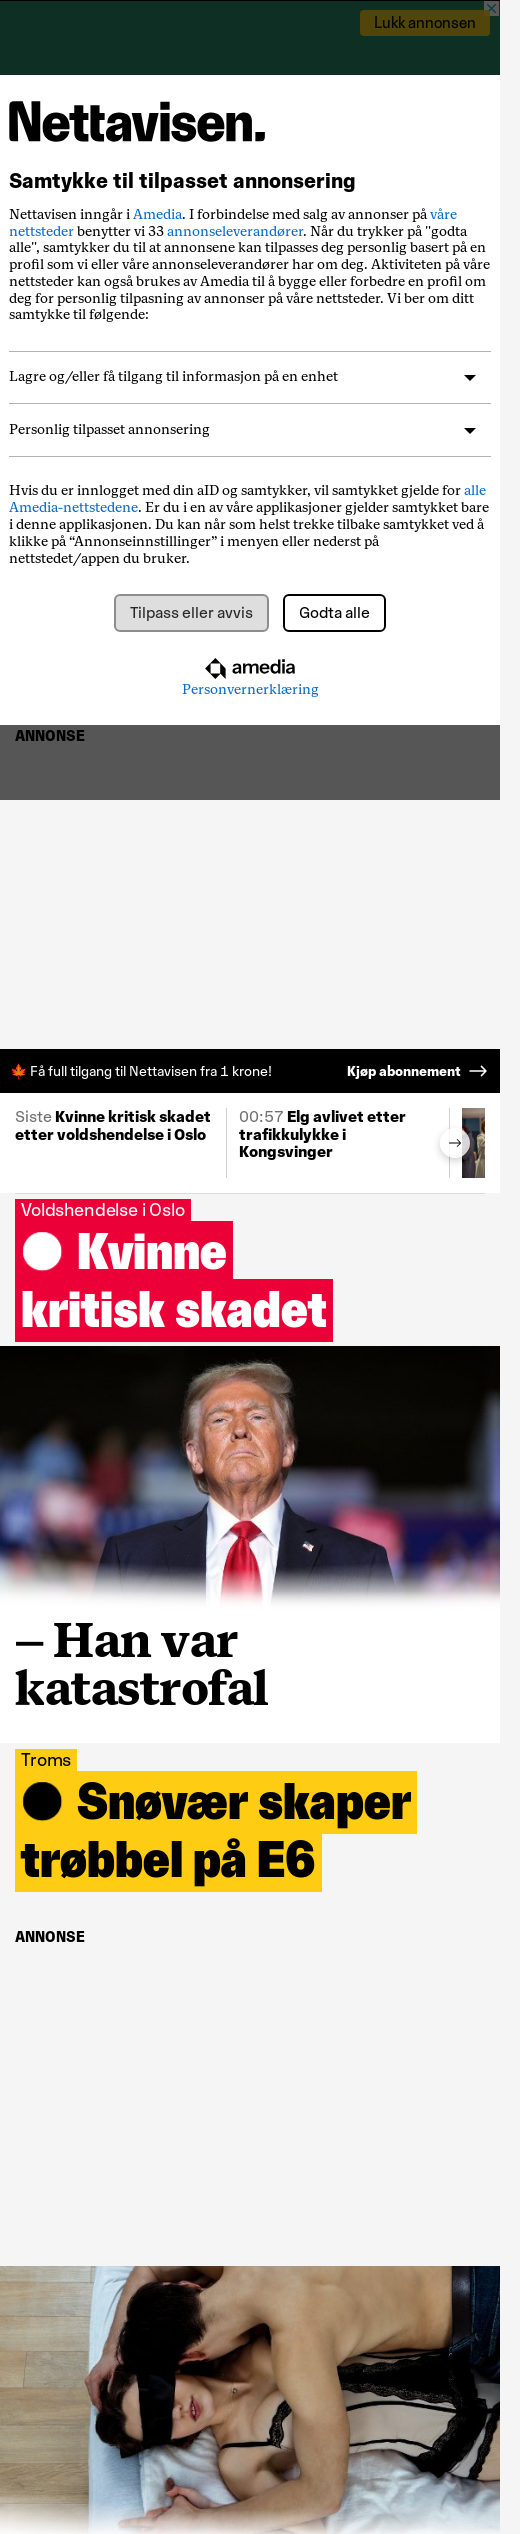 Lukk annonsen
Nettavisen.
Samtykke til tilpasset annonsering
Nettavisen inngår i Amedia. I forbindelse med salg av annonser på våre
nettsteder benytter vi 33 annonseleverandører. Når du trykker på "godta
alle", samtykker du til at annonsene kan tilpasses deg personlig basert på en
profil som vi eller våre annonseleverandører har om deg. Aktiviteten på våre
nettsteder kan også brukes av Amedia til å bygge eller forbedre en profil om
deg for personlig tilpasning av annonser på våre nettsteder. Vi ber om ditt
samtykke til følgende:
Lagre og/eller få tilgang til informasjon på en enhet
Personlig tilpasset annonsering
Hvis du er innlogget med din aID og samtykker, vil samtykket gjelde for alle
Amedia-nettstedene. Er du i en av våre applikasjoner gjelder samtykket bare
i denne applikasjonen. Du kan når som helst trekke tilbake samtykket ved å
klikke på “Annonseinnstillinger” i menyen eller nederst på
nettstedet/appen du bruker.
Tilpass eller avvis
Godta alle
amedia
Personvernerklæring
ANNONSE
🍁 Få full tilgang til Nettavisen fra 1 krone!
Kjøp abonnement →
Siste Kvinne kritisk skadet
etter voldshendelse i Oslo
00:57 Elg avlivet etter
trafikkulykke i
Kongsvinger
Voldshendelse i Oslo
Kvinne
kritisk skadet
– Han var
katastrofal
Troms
Snøvær skaper
trøbbel på E6
ANNONSE